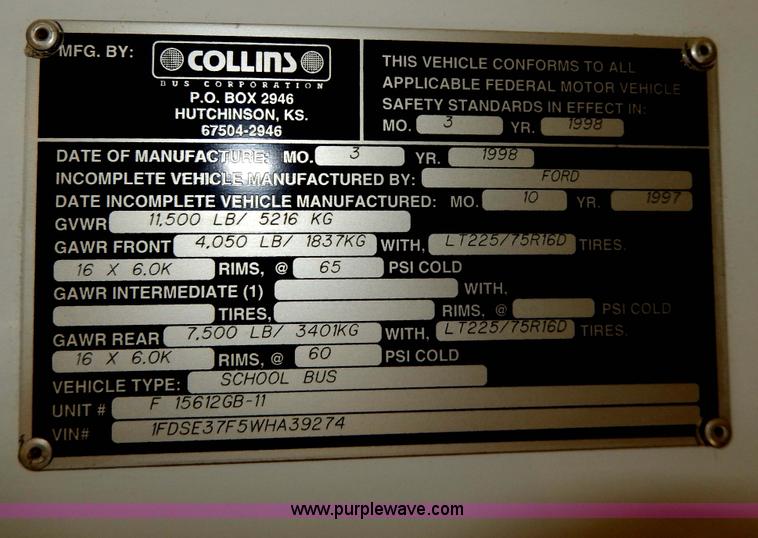 MFG. BY:
COLLINS
BUS CORPORATION
P.O. BOX 2946
HUTCHINSON, KS.
67504-2946
THIS VEHICLE CONFORMS TO ALL
APPLICABLE FEDERAL MOTOR VEHICLE
SAFETY STANDARDS IN EFFECT IN:
MO. 3 YR. 1998
DATE OF MANUFACTURE: MO. 3 YR. 1998
INCOMPLETE VEHICLE MANUFACTURED BY: FORD
DATE INCOMPLETE VEHICLE MANUFACTURED: MO. 10 YR. 1997
GVWR 11,500 LB/ 5216 KG
GAWR FRONT 4,050 LB/ 1837KG WITH, LT225/75R16D TIRES.
16 X 6.0K RIMS, @ 65 PSI COLD
GAWR INTERMEDIATE (1) WITH,
TIRES, RIMS, @ PSI COLD
GAWR REAR 7,500 LB/ 3401KG WITH, LT225/75R16D TIRES.
16 X 6.0K RIMS, @ 60 PSI COLD
VEHICLE TYPE: SCHOOL BUS
UNIT # F 15612GB-11
VIN# 1FDSE37F5WHA39274
www.purplewave.com